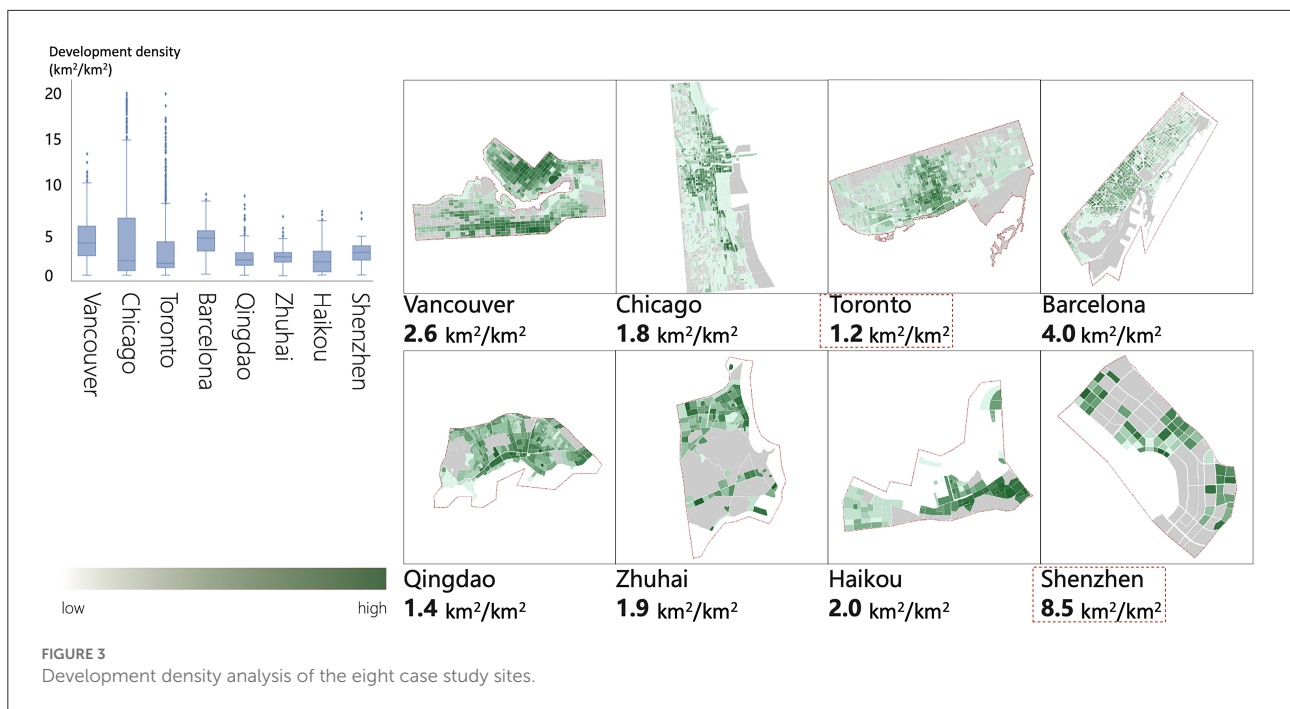 Development density
(km²/km²)
20
15
10
5
0
Vancouver
Chicago
Toronto
Barcelona
Qingdao
Zhuhai
Haikou
Shenzhen
low high
Vancouver
2.6 km²/km²
Chicago
1.8 km²/km²
Toronto
1.2 km²/km²
Barcelona
4.0 km²/km²
Qingdao
1.4 km²/km²
Zhuhai
1.9 km²/km²
Haikou
2.0 km²/km²
Shenzhen
8.5 km²/km²
FIGURE 3
Development density analysis of the eight case study sites.